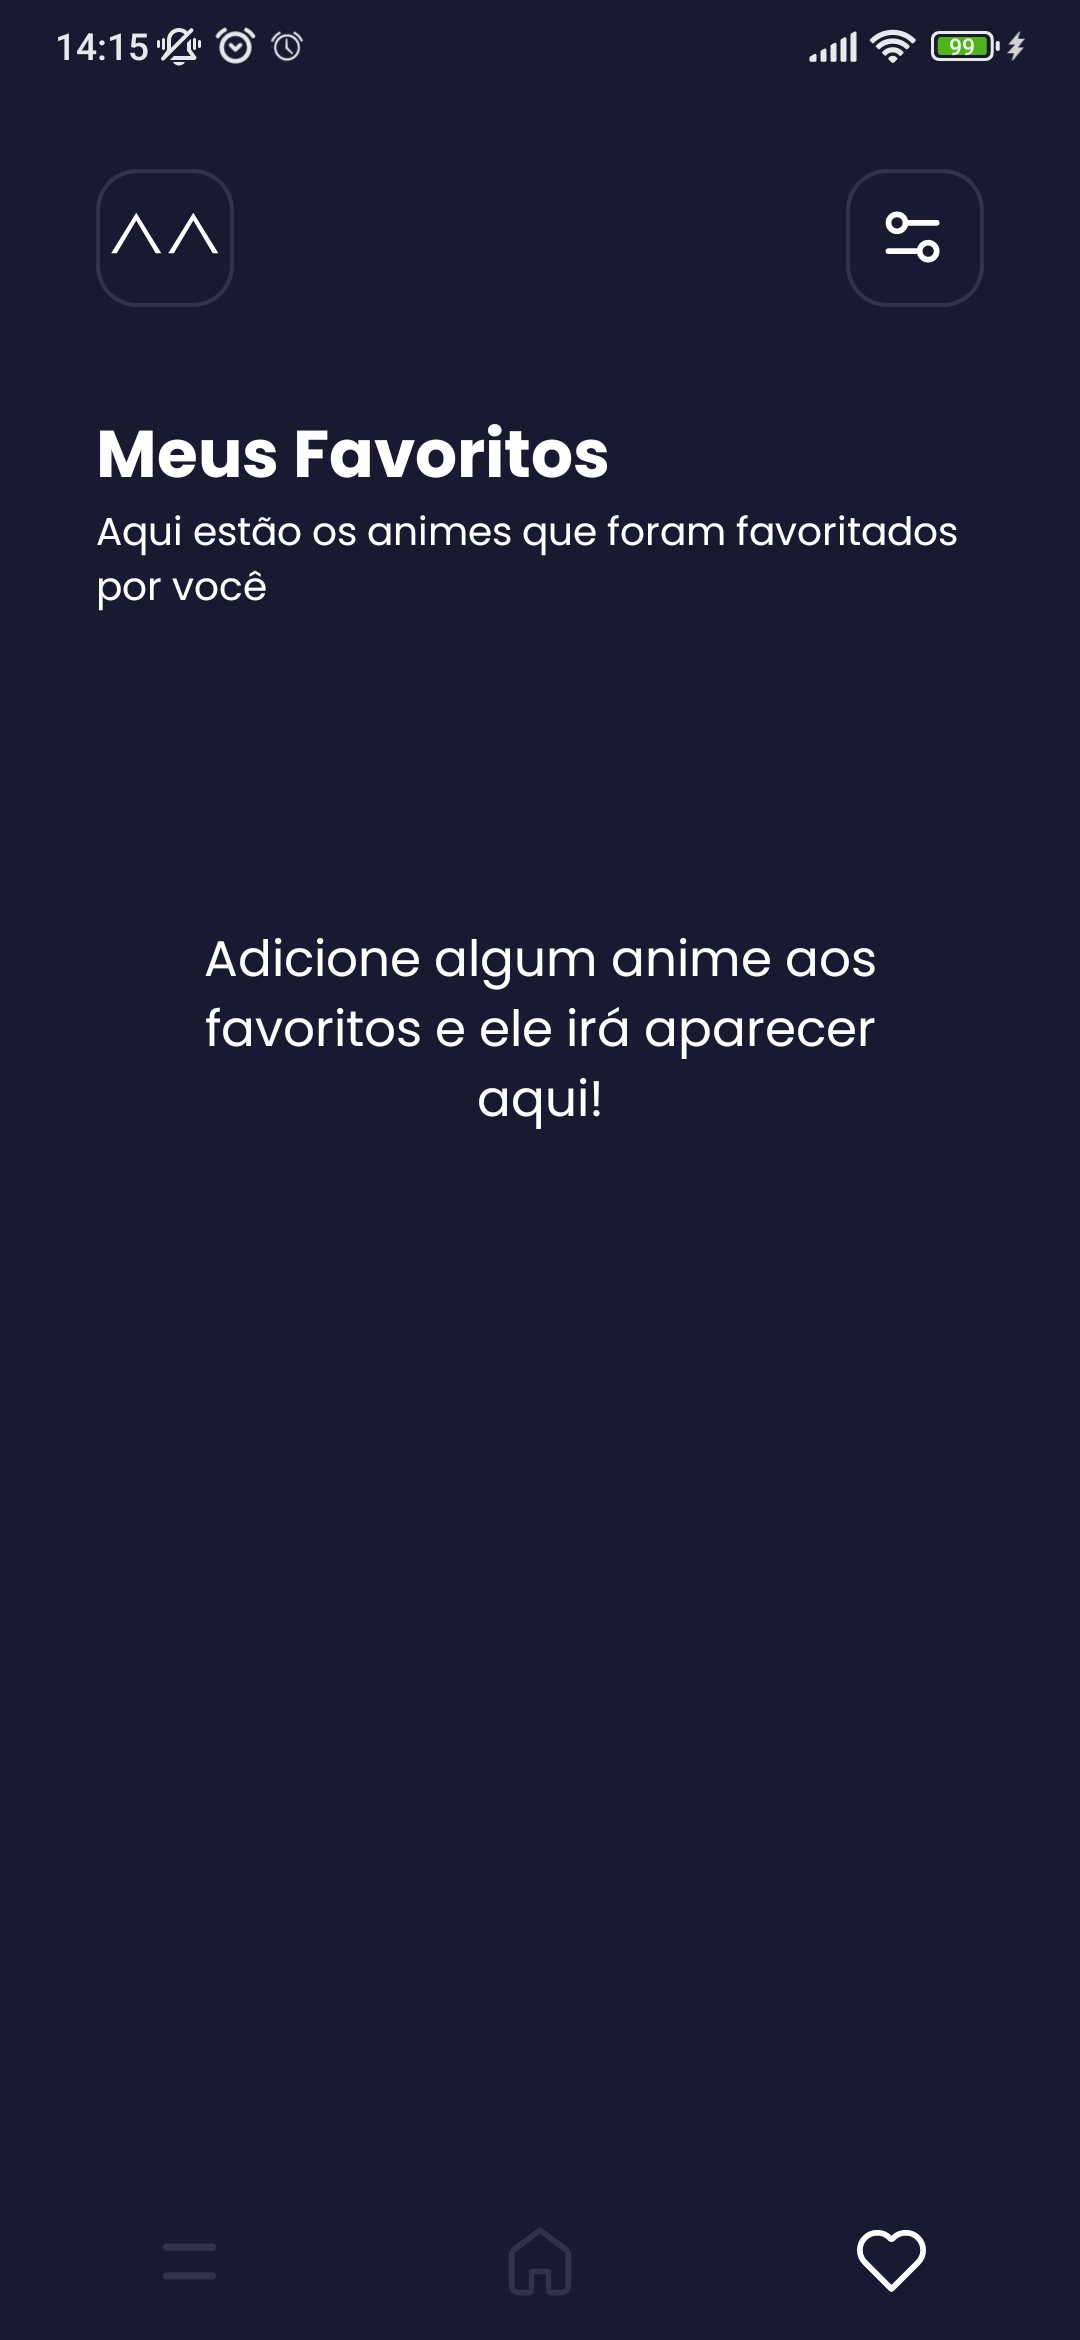 14:15
99
Meus Favoritos
Aqui estão os animes que foram favoritados
por você
Adicione algum anime aos
favoritos e ele irá aparecer
aqui!